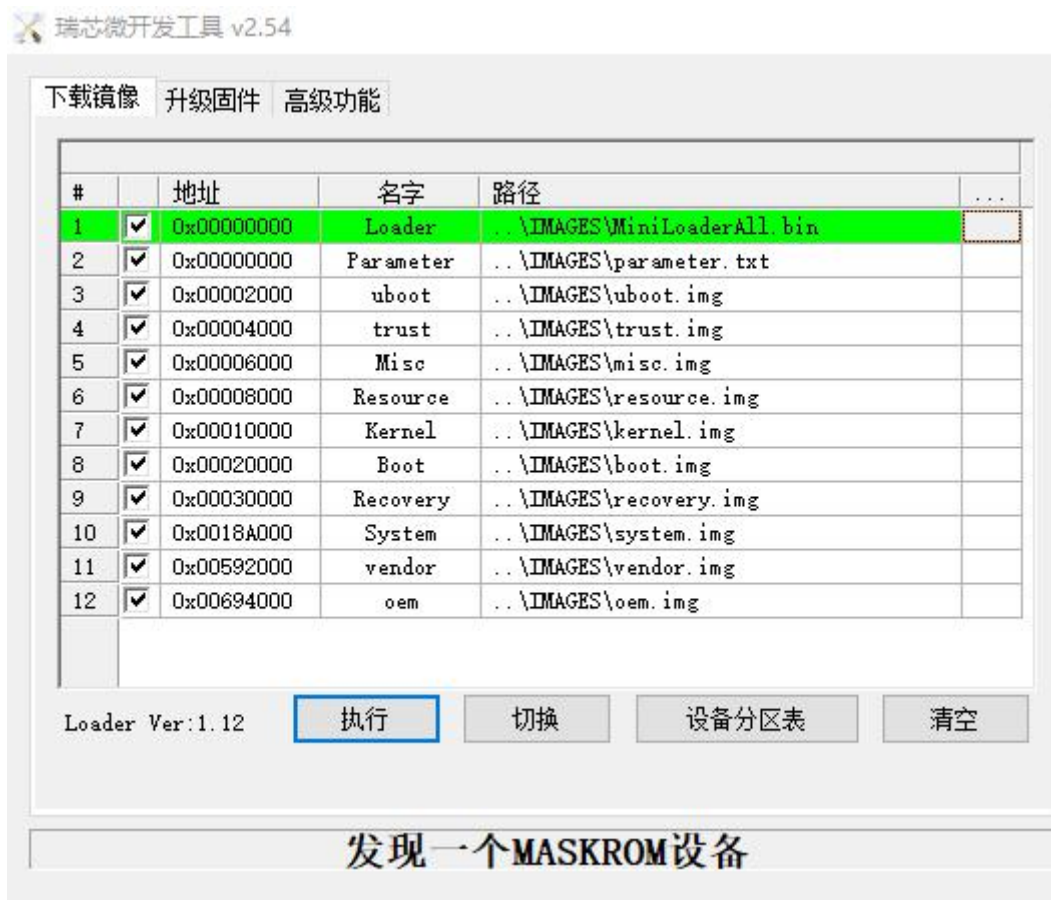 瑞芯微开发工具 v2.54
下载镜像 升级固件 高级功能
# 地址 名字 路径 ...
1 0x00000000 Loader ..\IMAGES\MiniLoaderAll.bin
2 0x00000000 Parameter ..\IMAGES\parameter.txt
3 0x00002000 uboot ..\IMAGES\uboot.img
4 0x00004000 trust ..\IMAGES\trust.img
5 0x00006000 Misc ..\IMAGES\misc.img
6 0x00008000 Resource ..\IMAGES\resource.img
7 0x00010000 Kernel ..\IMAGES\kernel.img
8 0x00020000 Boot ..\IMAGES\boot.img
9 0x00030000 Recovery ..\IMAGES\recovery.img
10 0x0018A000 System ..\IMAGES\system.img
11 0x00592000 vendor ..\IMAGES\vendor.img
12 0x00694000 oem ..\IMAGES\oem.img
Loader Ver:1.12 执行 切换 设备分区表 清空
发现一个MASKROM设备